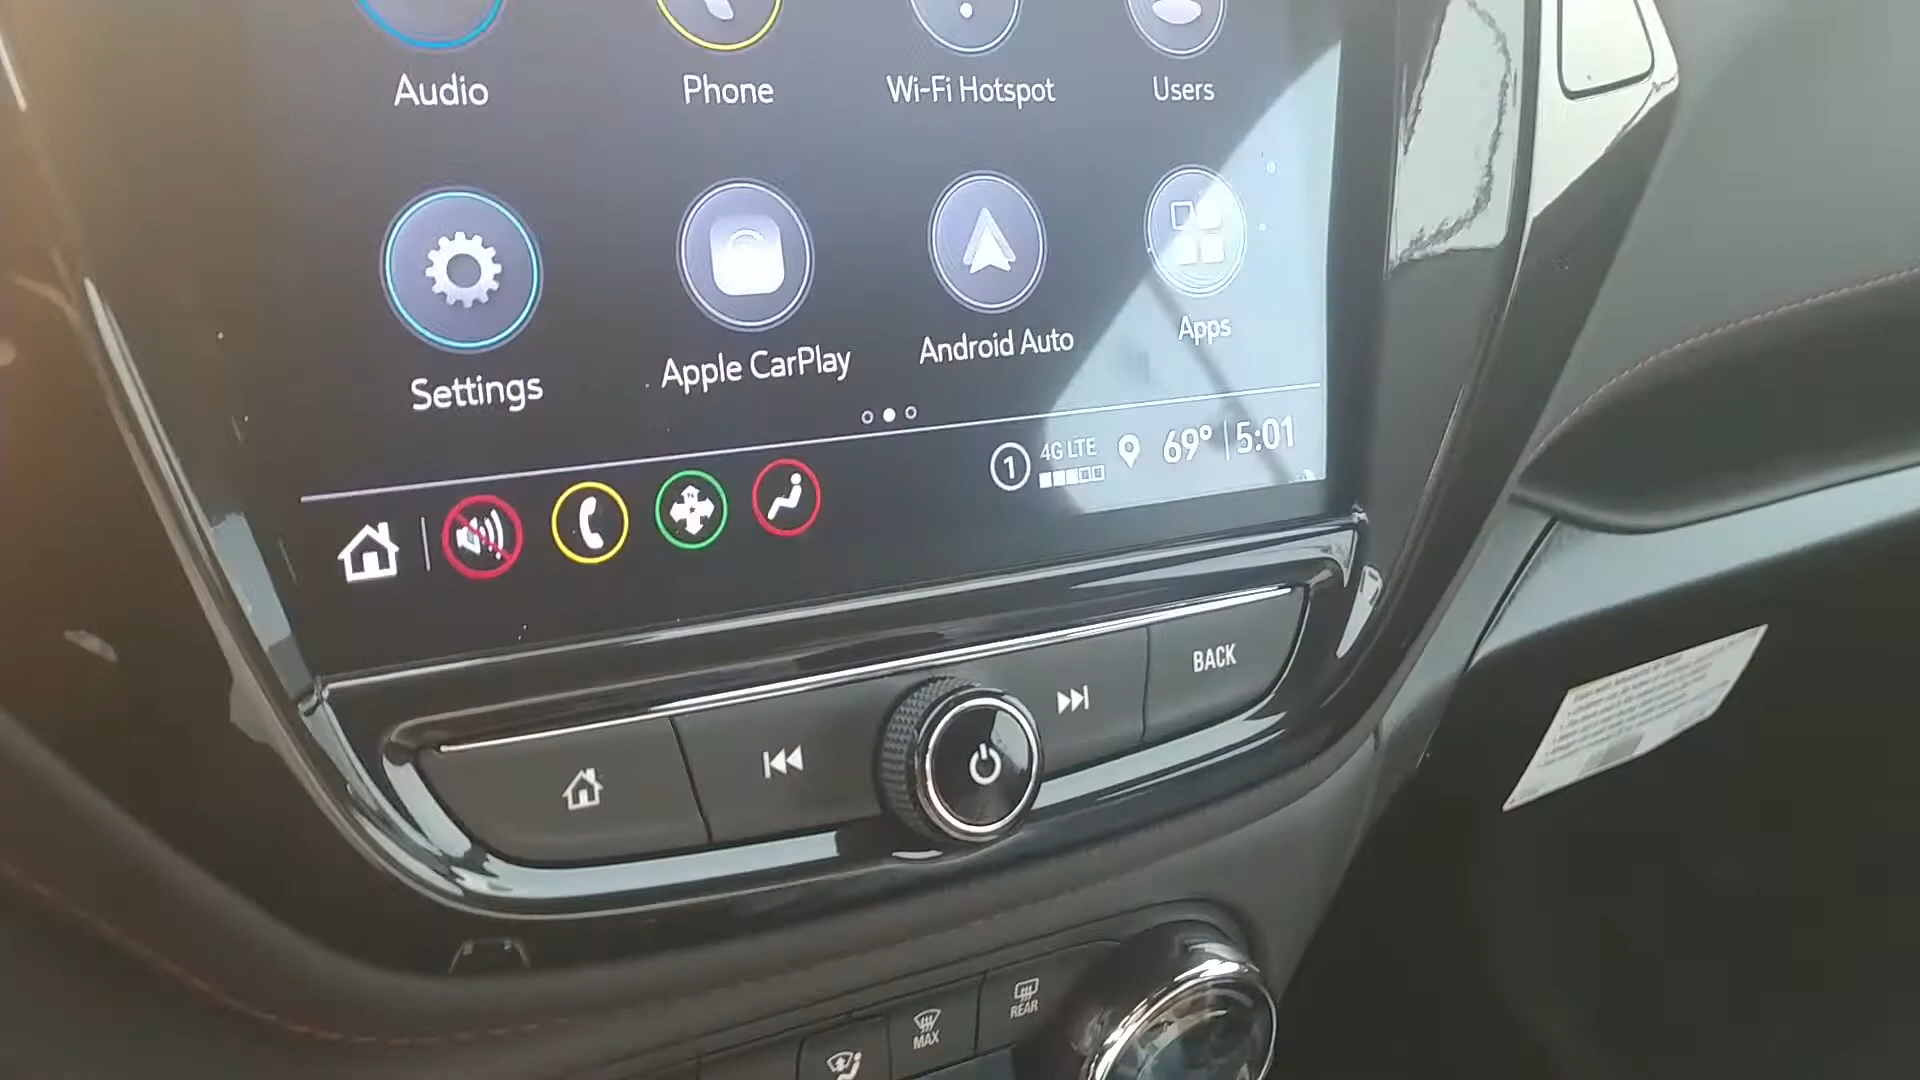 Audio
Phone
Wi-Fi Hotspot
Users
Settings
Apple CarPlay
Android Auto
Apps
1
4G LTE
69° 5:01
BACK
REAR
MAX